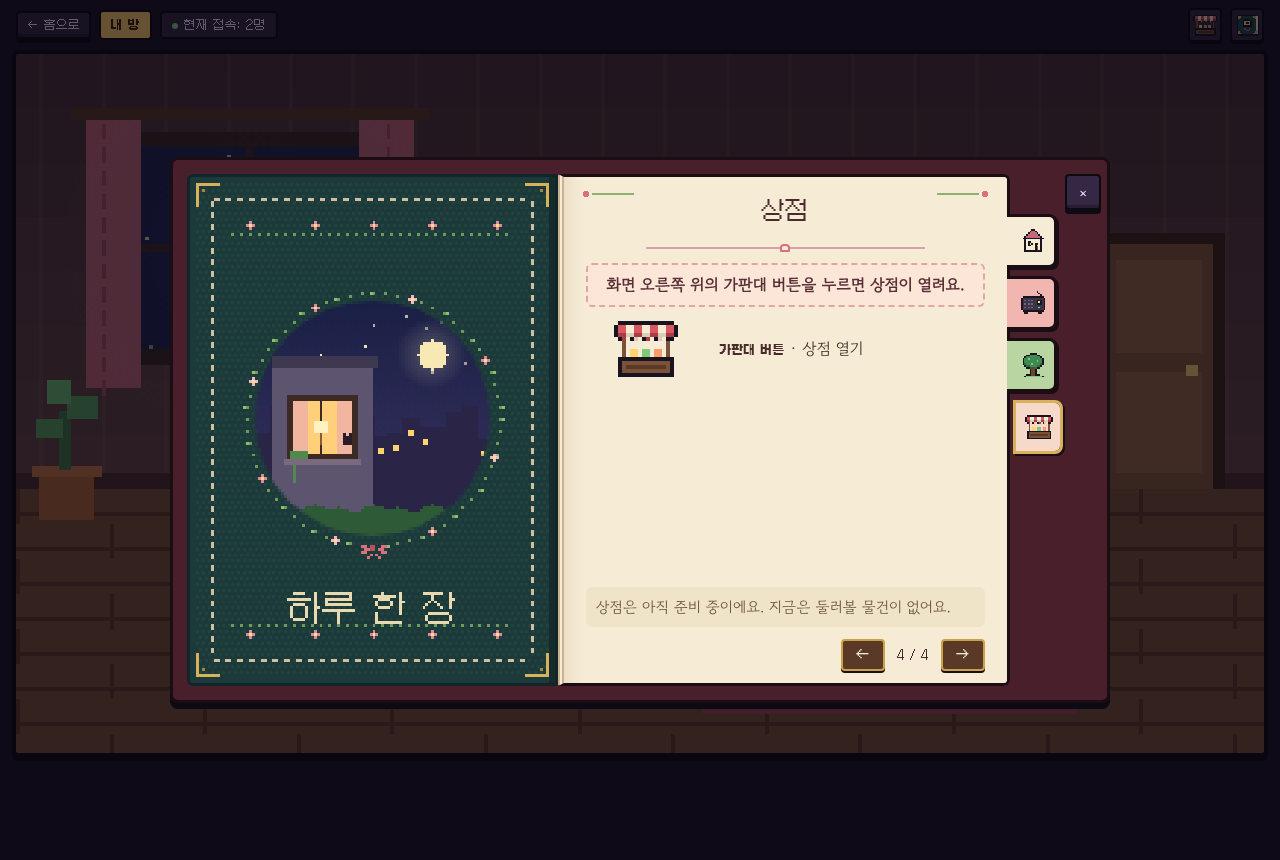 ← 홈으로
내 방
현재 접속: 2명
×
상점
화면 오른쪽 위의 가판대 버튼을 누르면 상점이 열려요.
가판대 버튼 · 상점 열기
하루 한 장
상점은 아직 준비 중이에요. 지금은 둘러볼 물건이 없어요.
← 4 / 4 →